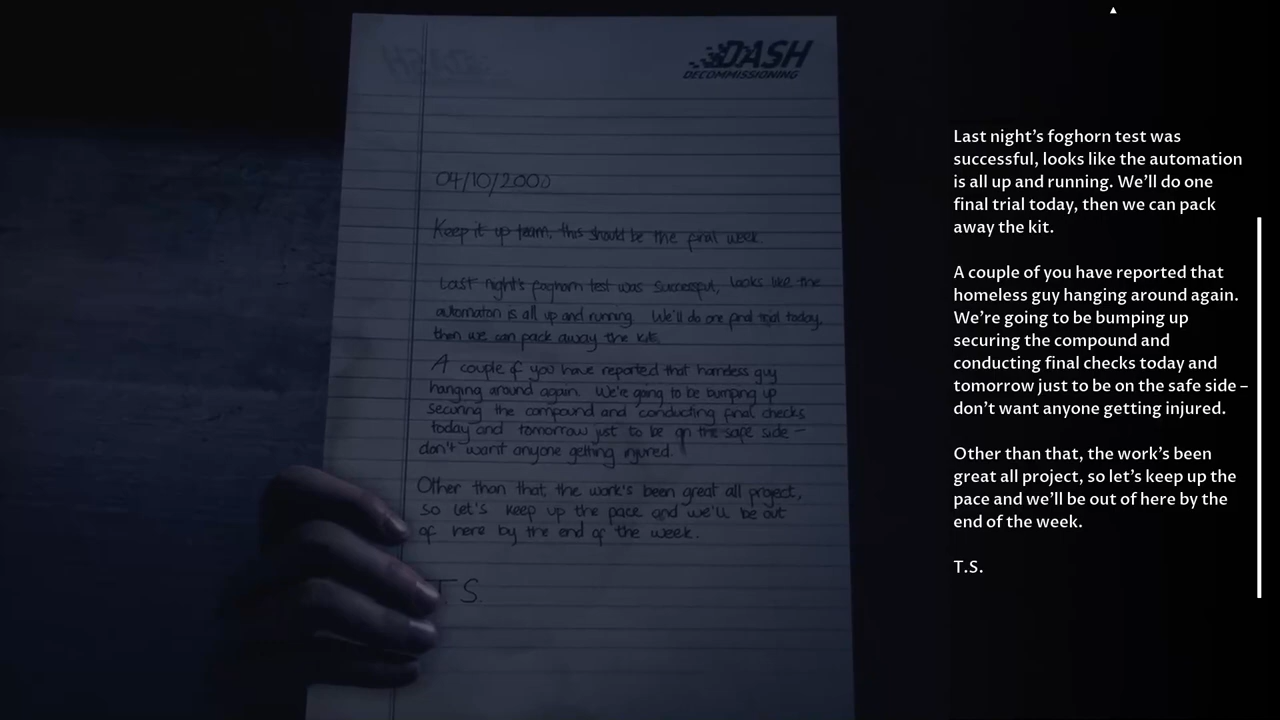 DASH
DECOMMISSIONING
04/10/2000
Keep it up team, this should be the final week.
Last night's foghorn test was successful, looks like the
automation is all up and running. We'll do one final trial today,
then we can pack away the kit.
A couple of you have reported that homeless guy
hanging around again. We're going to be bumping up
securing the compound and conducting final checks
today and tomorrow just to be on the safe side –
don't want anyone getting injured.
Other than that, the work's been great all project,
so let's keep up the pace and we'll be out
of here by the end of the week.
T.S.
Last night's foghorn test was
successful, looks like the automation
is all up and running. We'll do one
final trial today, then we can pack
away the kit.
A couple of you have reported that
homeless guy hanging around again.
We're going to be bumping up
securing the compound and
conducting final checks today and
tomorrow just to be on the safe side –
don't want anyone getting injured.
Other than that, the work's been
great all project, so let's keep up the
pace and we'll be out of here by the
end of the week.
T.S.